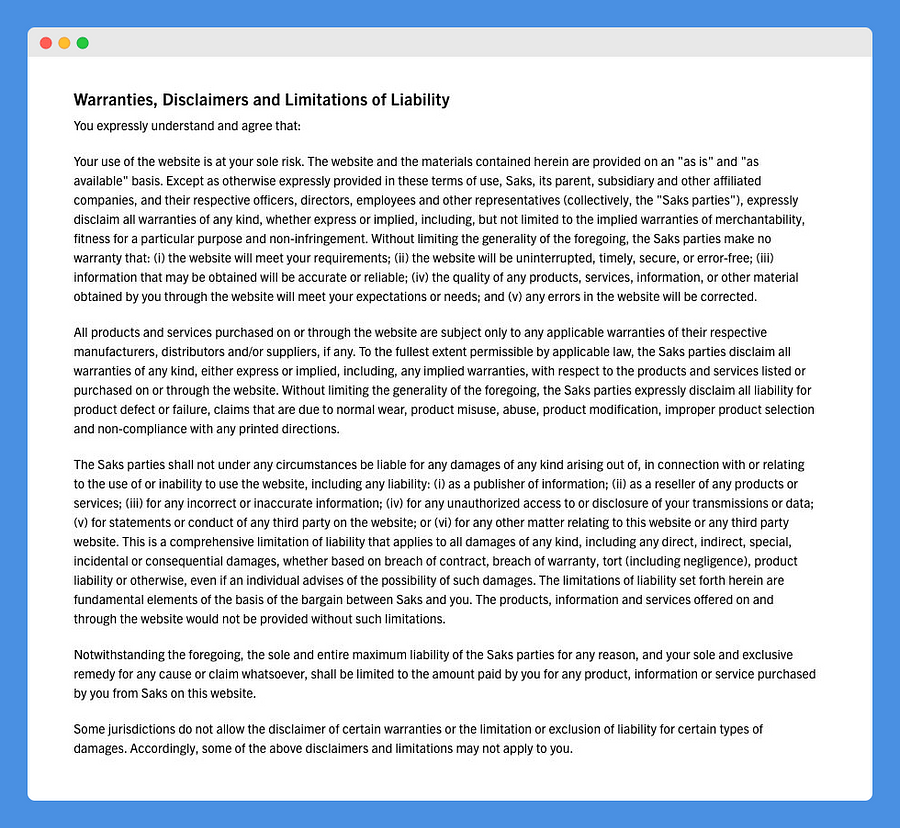 Warranties, Disclaimers and Limitations of Liability
You expressly understand and agree that:
Your use of the website is at your sole risk. The website and the materials contained herein are provided on an "as is" and "as
available" basis. Except as otherwise expressly provided in these terms of use, Saks, its parent, subsidiary and other affiliated
companies, and their respective officers, directors, employees and other representatives (collectively, the "Saks parties"), expressly
disclaim all warranties of any kind, whether express or implied, including, but not limited to the implied warranties of merchantability,
fitness for a particular purpose and non-infringement. Without limiting the generality of the foregoing, the Saks parties make no
warranty that: (i) the website will meet your requirements; (ii) the website will be uninterrupted, timely, secure, or error-free; (iii)
information that may be obtained will be accurate or reliable; (iv) the quality of any products, services, information, or other material
obtained by you through the website will meet your expectations or needs; and (v) any errors in the website will be corrected.
All products and services purchased on or through the website are subject only to any applicable warranties of their respective
manufacturers, distributors and/or suppliers, if any. To the fullest extent permissible by applicable law, the Saks parties disclaim all
warranties of any kind, either express or implied, including, any implied warranties, with respect to the products and services listed or
purchased on or through the website. Without limiting the generality of the foregoing, the Saks parties expressly disclaim all liability for
product defect or failure, claims that are due to normal wear, product misuse, abuse, product modification, improper product selection
and non-compliance with any printed directions.
The Saks parties shall not under any circumstances be liable for any damages of any kind arising out of, in connection with or relating
to the use of or inability to use the website, including any liability: (i) as a publisher of information; (ii) as a reseller of any products or
services; (iii) for any incorrect or inaccurate information; (iv) for any unauthorized access to or disclosure of your transmissions or data;
(v) for statements or conduct of any third party on the website; or (vi) for any other matter relating to this website or any third party
website. This is a comprehensive limitation of liability that applies to all damages of any kind, including any direct, indirect, special,
incidental or consequential damages, whether based on breach of contract, breach of warranty, tort (including negligence), product
liability or otherwise, even if an individual advises of the possibility of such damages. The limitations of liability set forth herein are
fundamental elements of the basis of the bargain between Saks and you. The products, information and services offered on and
through the website would not be provided without such limitations.
Notwithstanding the foregoing, the sole and entire maximum liability of the Saks parties for any reason, and your sole and exclusive
remedy for any cause or claim whatsoever, shall be limited to the amount paid by you for any product, information or service purchased
by you from Saks on this website.
Some jurisdictions do not allow the disclaimer of certain warranties or the limitation or exclusion of liability for certain types of
damages. Accordingly, some of the above disclaimers and limitations may not apply to you.